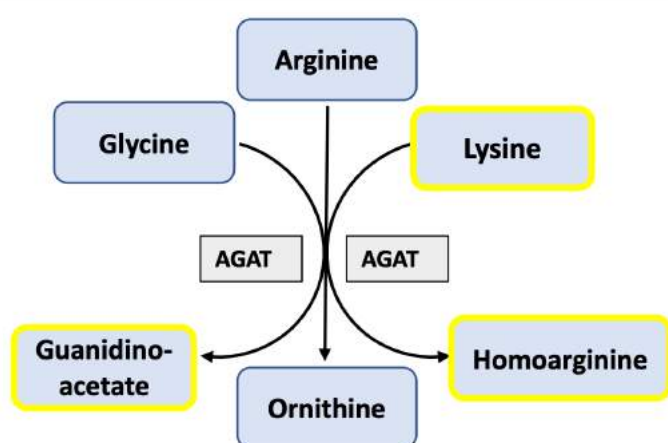 Arginine
Glycine
Lysine
AGAT
AGAT
Guanidino-
acetate
Homoarginine
Ornithine